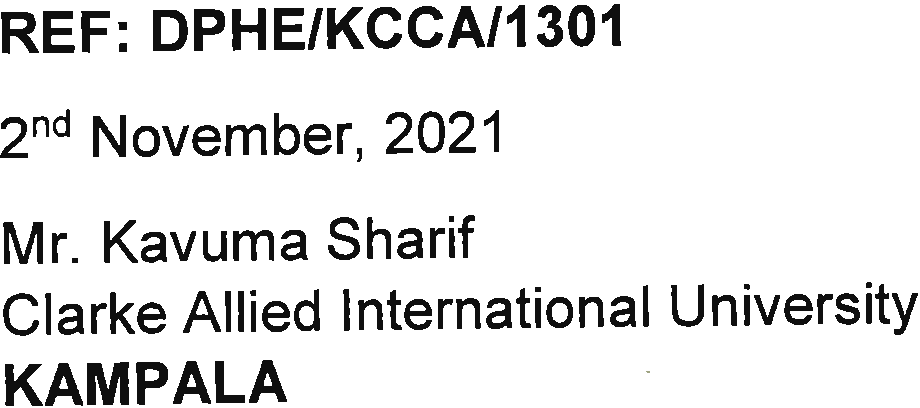 REF: DPHE/KCCA/1301
2nd November, 2021
Mr. Kavuma Sharif
Clarke Allied International University
KAMPALA